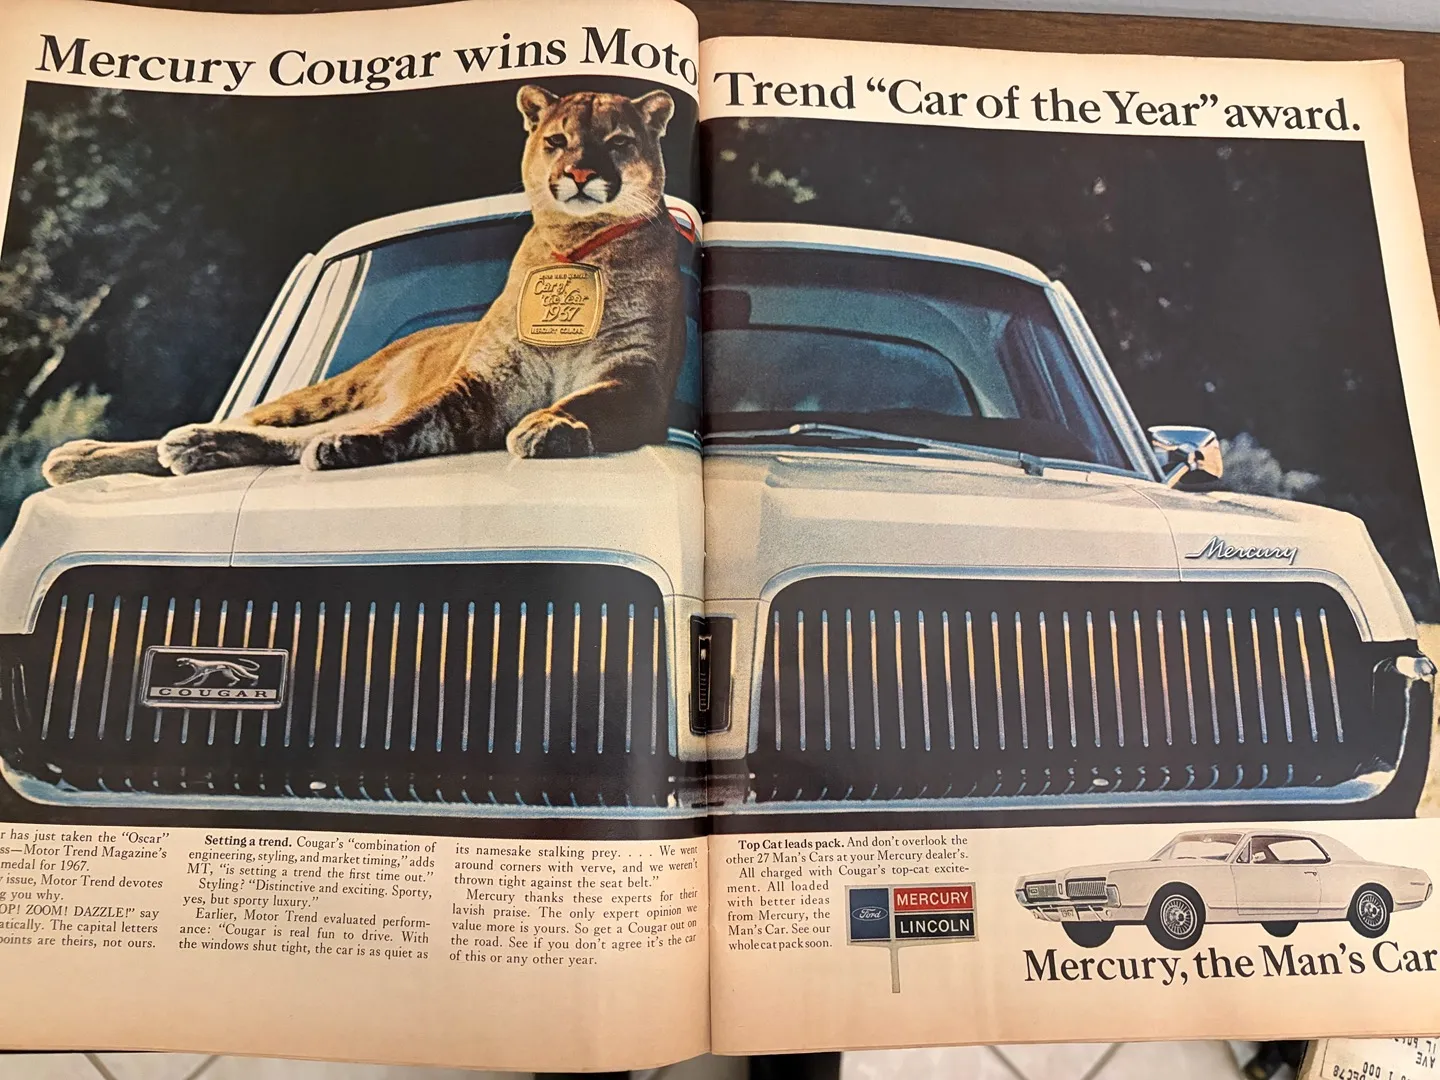 Mercury Cougar wins Moto Trend “Car of the Year” award.
Car of
the Year
1967
MERCURY COUGAR
Mercury
COUGAR
r has just taken the “Oscar”
ss—Motor Trend Magazine’s
medal for 1967.
y issue, Motor Trend devotes
g you why.
OP! ZOOM! DAZZLE!” say
atically. The capital letters
points are theirs, not ours.
Setting a trend. Cougar’s “combination of
engineering, styling, and market timing,” adds
MT, “is setting a trend the first time out.”
Styling? “Distinctive and exciting. Sporty,
yes, but sporty luxury.”
Earlier, Motor Trend evaluated perform-
ance: “Cougar is real fun to drive. With
the windows shut tight, the car is as quiet as
its namesake stalking prey. . . . We went
around corners with verve, and we weren’t
thrown tight against the seat belt.”
Mercury thanks these experts for their
lavish praise. The only expert opinion we
value more is yours. So get a Cougar out on
the road. See if you don’t agree it’s the car
of this or any other year.
Top Cat leads pack. And don’t overlook the
other 27 Man’s Cars at your Mercury dealer’s.
All charged with Cougar’s top-cat excite-
ment. All loaded
with better ideas
from Mercury, the
Man’s Car. See our
whole cat pack soon.
Ford
MERCURY
LINCOLN
Mercury, the Man’s Car
DEC78
AVE